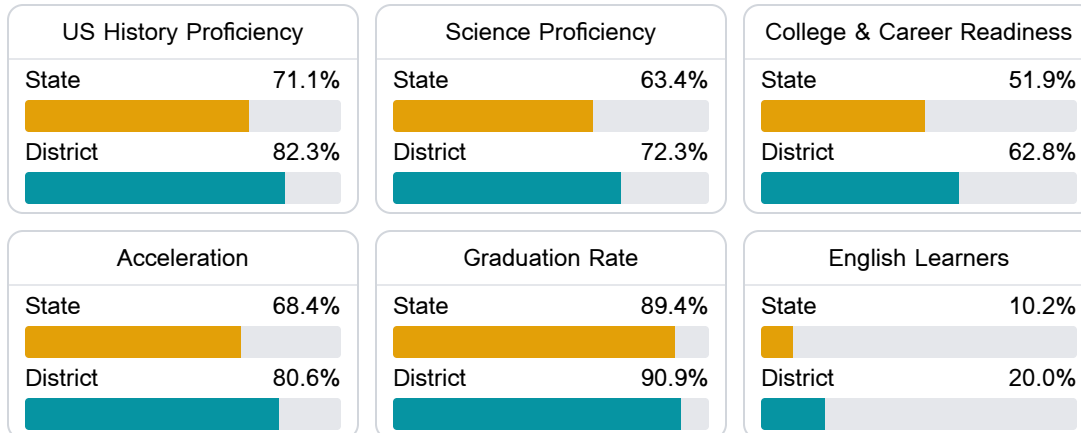 US History Proficiency
State 71.1%
District 82.3%
Science Proficiency
State 63.4%
District 72.3%
College & Career Readiness
State 51.9%
District 62.8%
Acceleration
State 68.4%
District 80.6%
Graduation Rate
State 89.4%
District 90.9%
English Learners
State 10.2%
District 20.0%